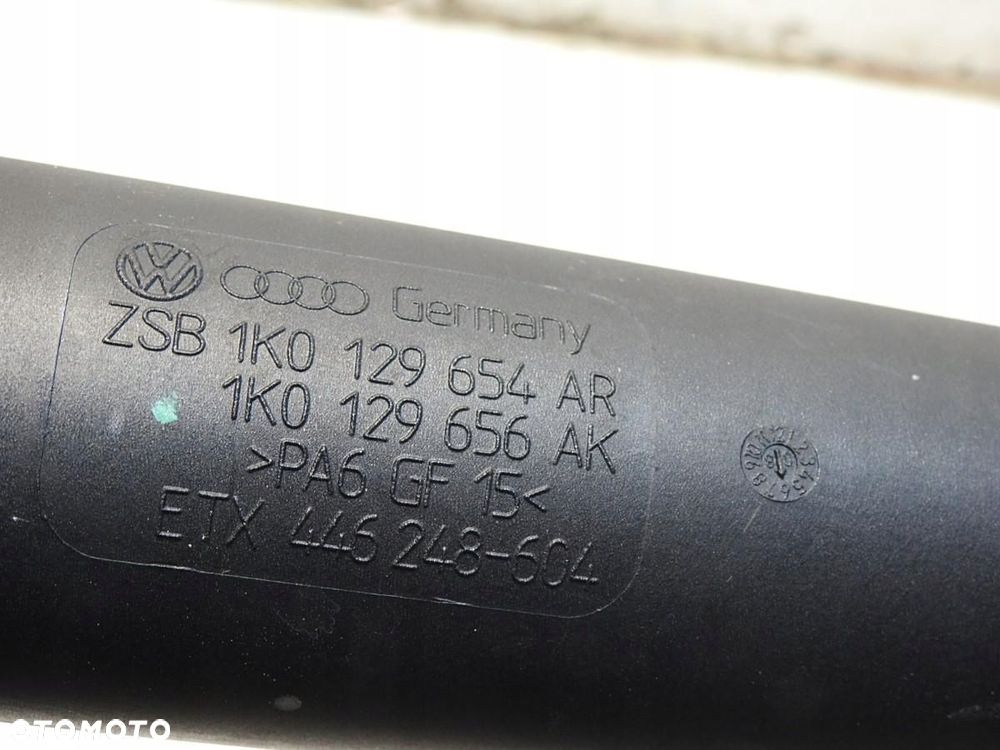 Germany
ZSB 1K0 129 654 AR
1K0 129 656 AK
>PA6 GF 15<
ETX 446 248-604
OTOMOTO